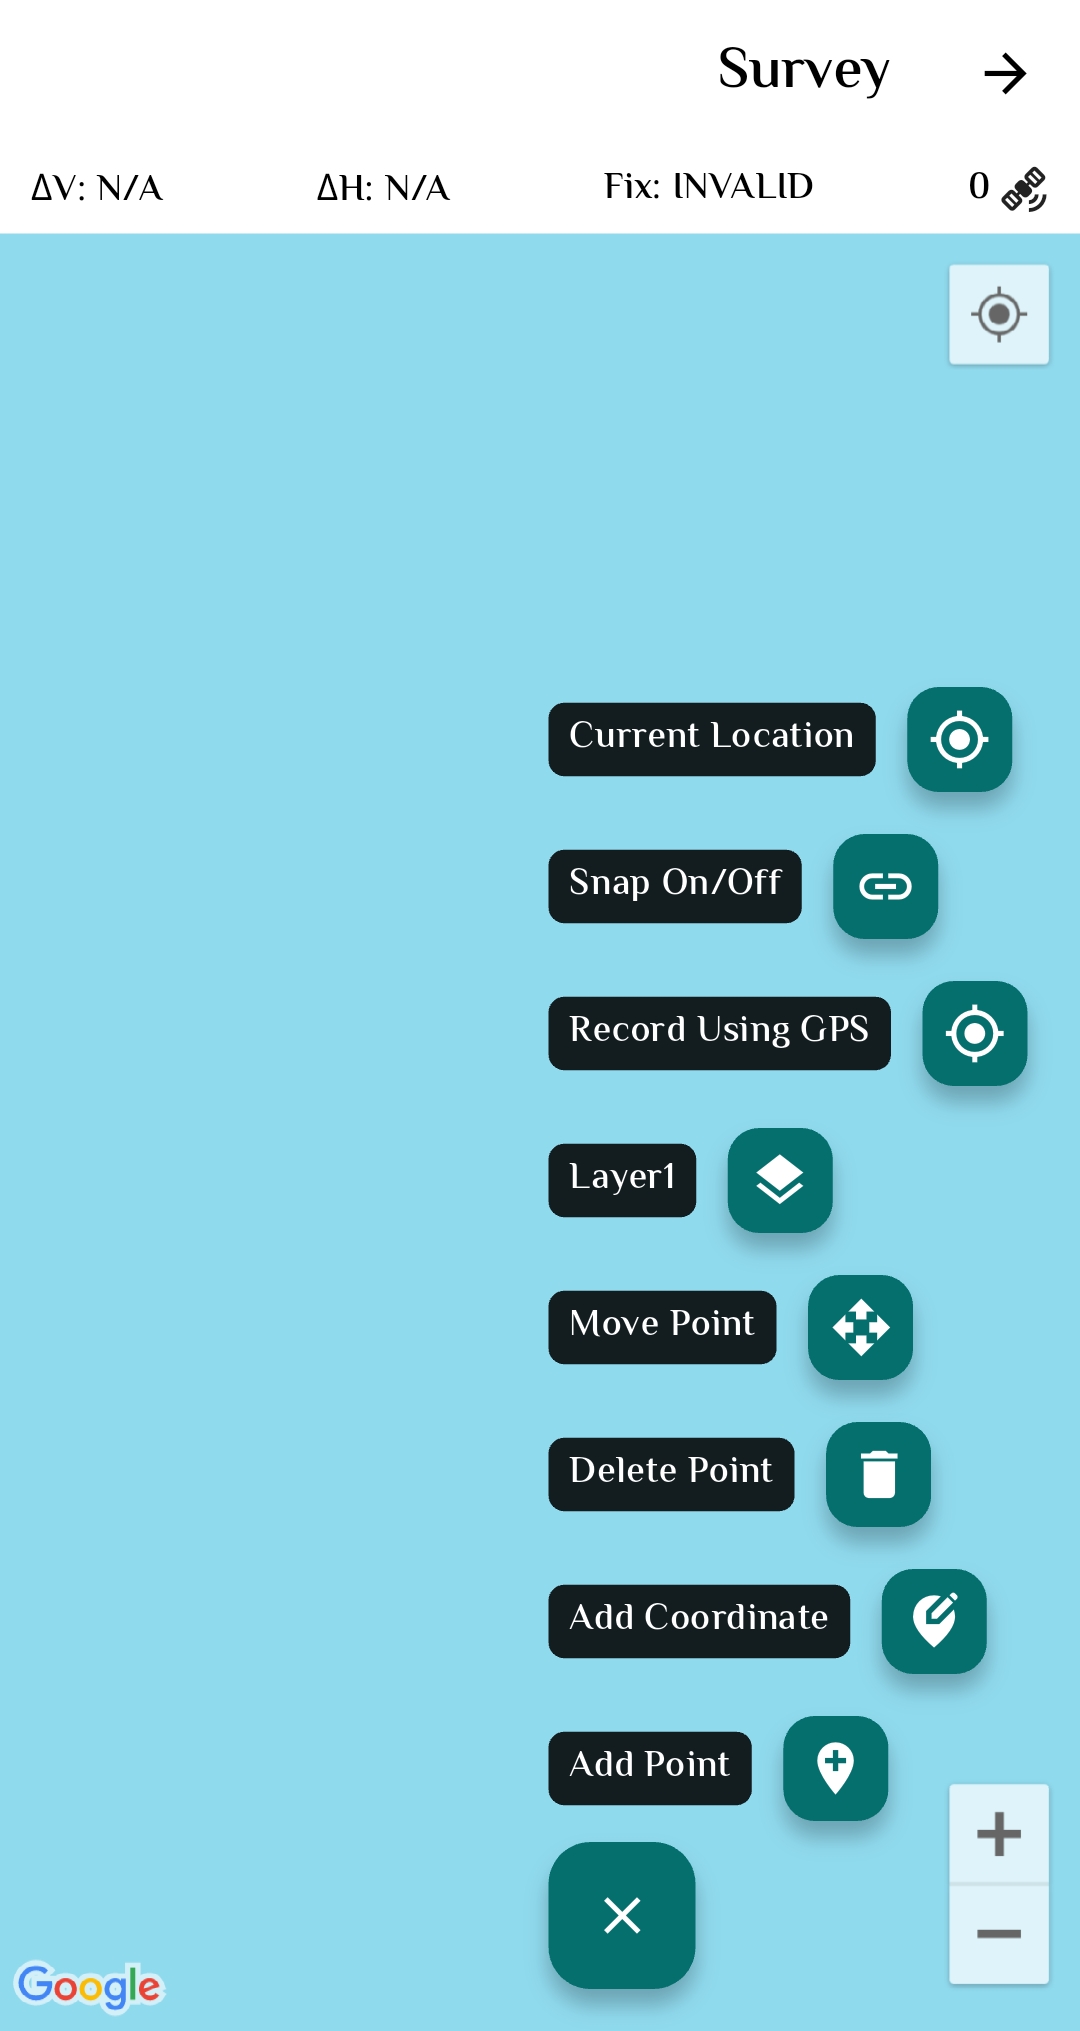 Survey
ΔV: N/A ΔH: N/A Fix: INVALID 0
Current Location
Snap On/Off
Record Using GPS
Layer1
Move Point
Delete Point
Add Coordinate
Add Point
Google